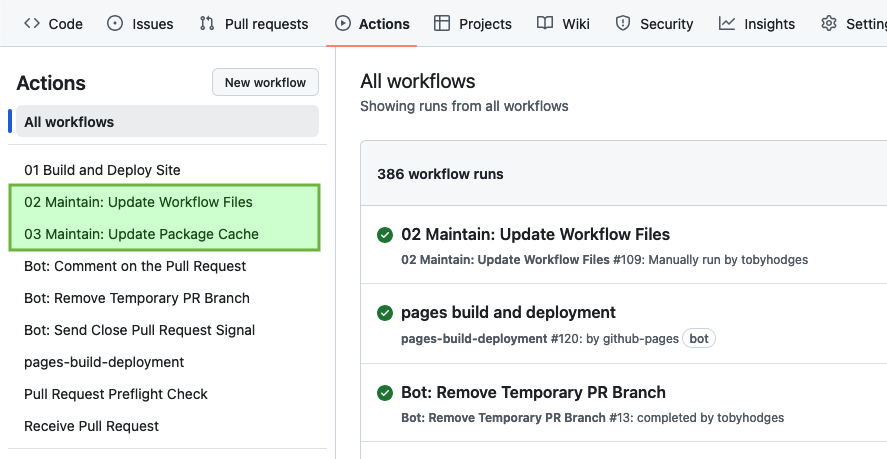 Code Issues Pull requests Actions Projects Wiki Security Insights
Actions
New workflow
All workflows
01 Build and Deploy Site
02 Maintain: Update Workflow Files
03 Maintain: Update Package Cache
Bot: Comment on the Pull Request
Bot: Remove Temporary PR Branch
Bot: Send Close Pull Request Signal
pages-build-deployment
Pull Request Preflight Check
Receive Pull Request
All workflows
Showing runs from all workflows
386 workflow runs
02 Maintain: Update Workflow Files
02 Maintain: Update Workflow Files #109: Manually run by tobyhodges
pages build and deployment
pages-build-deployment #120: by github-pages bot
Bot: Remove Temporary PR Branch
Bot: Remove Temporary PR Branch #13: completed by tobyhodges